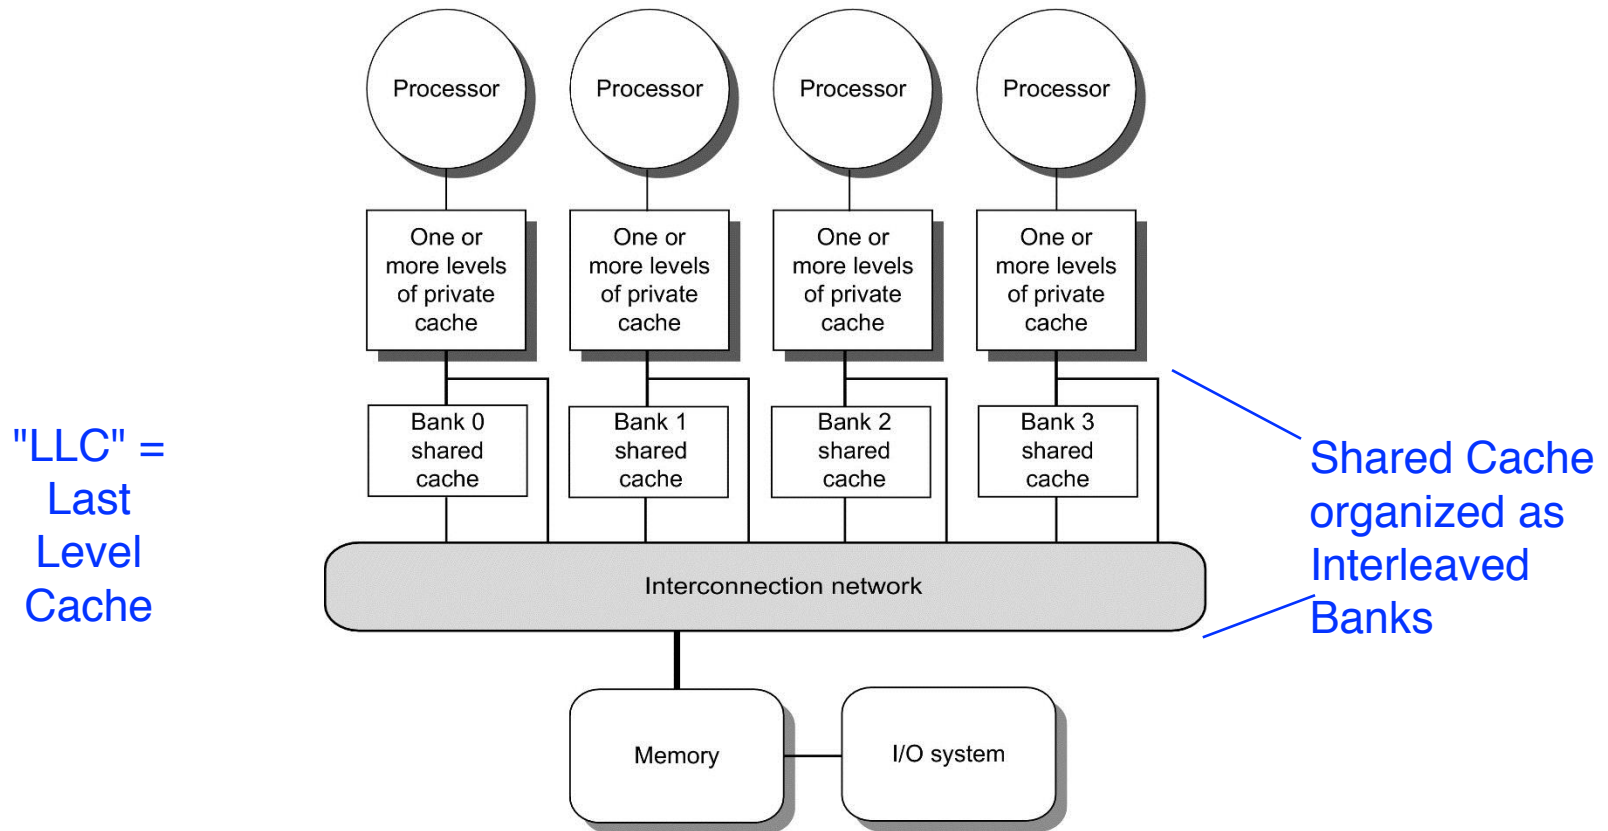 Processor
Processor
Processor
Processor
One or
more levels
of private
cache
One or
more levels
of private
cache
One or
more levels
of private
cache
One or
more levels
of private
cache
Bank 0
shared
cache
Bank 1
shared
cache
Bank 2
shared
cache
Bank 3
shared
cache
"LLC" =
Last
Level
Cache
Shared Cache
organized as
Interleaved
Banks
Interconnection network
Memory
I/O system